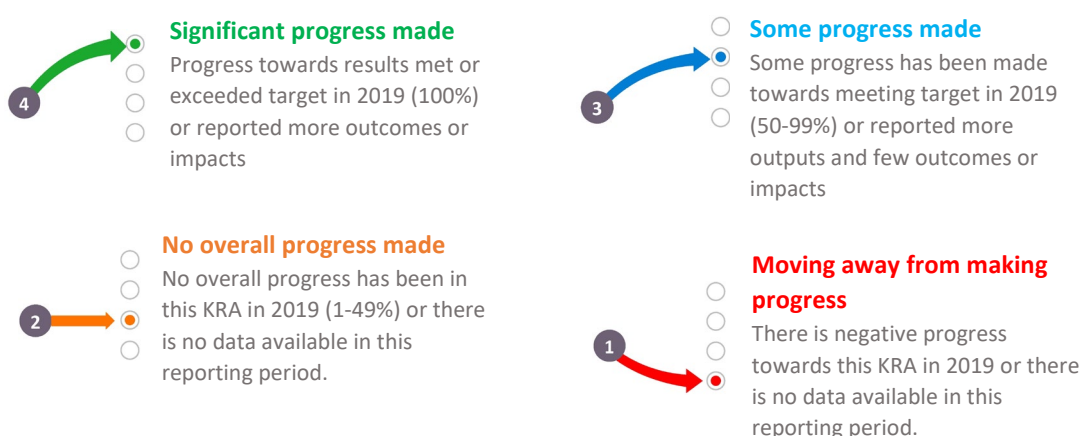 Significant progress made
Progress towards results met or
exceeded target in 2019 (100%)
or reported more outcomes or
impacts
4
Some progress made
Some progress has been made
towards meeting target in 2019
(50-99%) or reported more
outputs and few outcomes or
impacts
3
No overall progress made
No overall progress has been in
this KRA in 2019 (1-49%) or there
is no data available in this
reporting period.
2
Moving away from making
progress
There is negative progress
towards this KRA in 2019 or there
is no data available in this
reporting period.
1